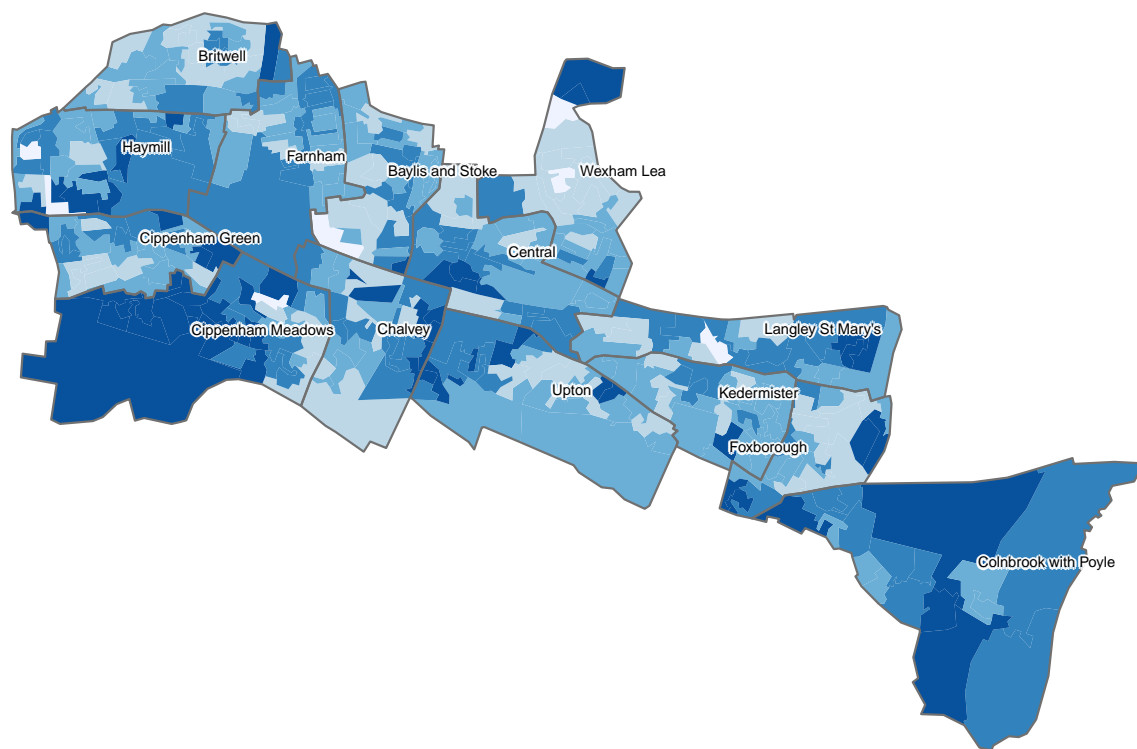 Britwell
Haymill
Farnham
Baylis and Stoke
Wexham Lea
Cippenham Green
Central
Cippenham Meadows
Chalvey
Langley St Mary's
Upton
Kedermister
Foxborough
Colnbrook with Poyle